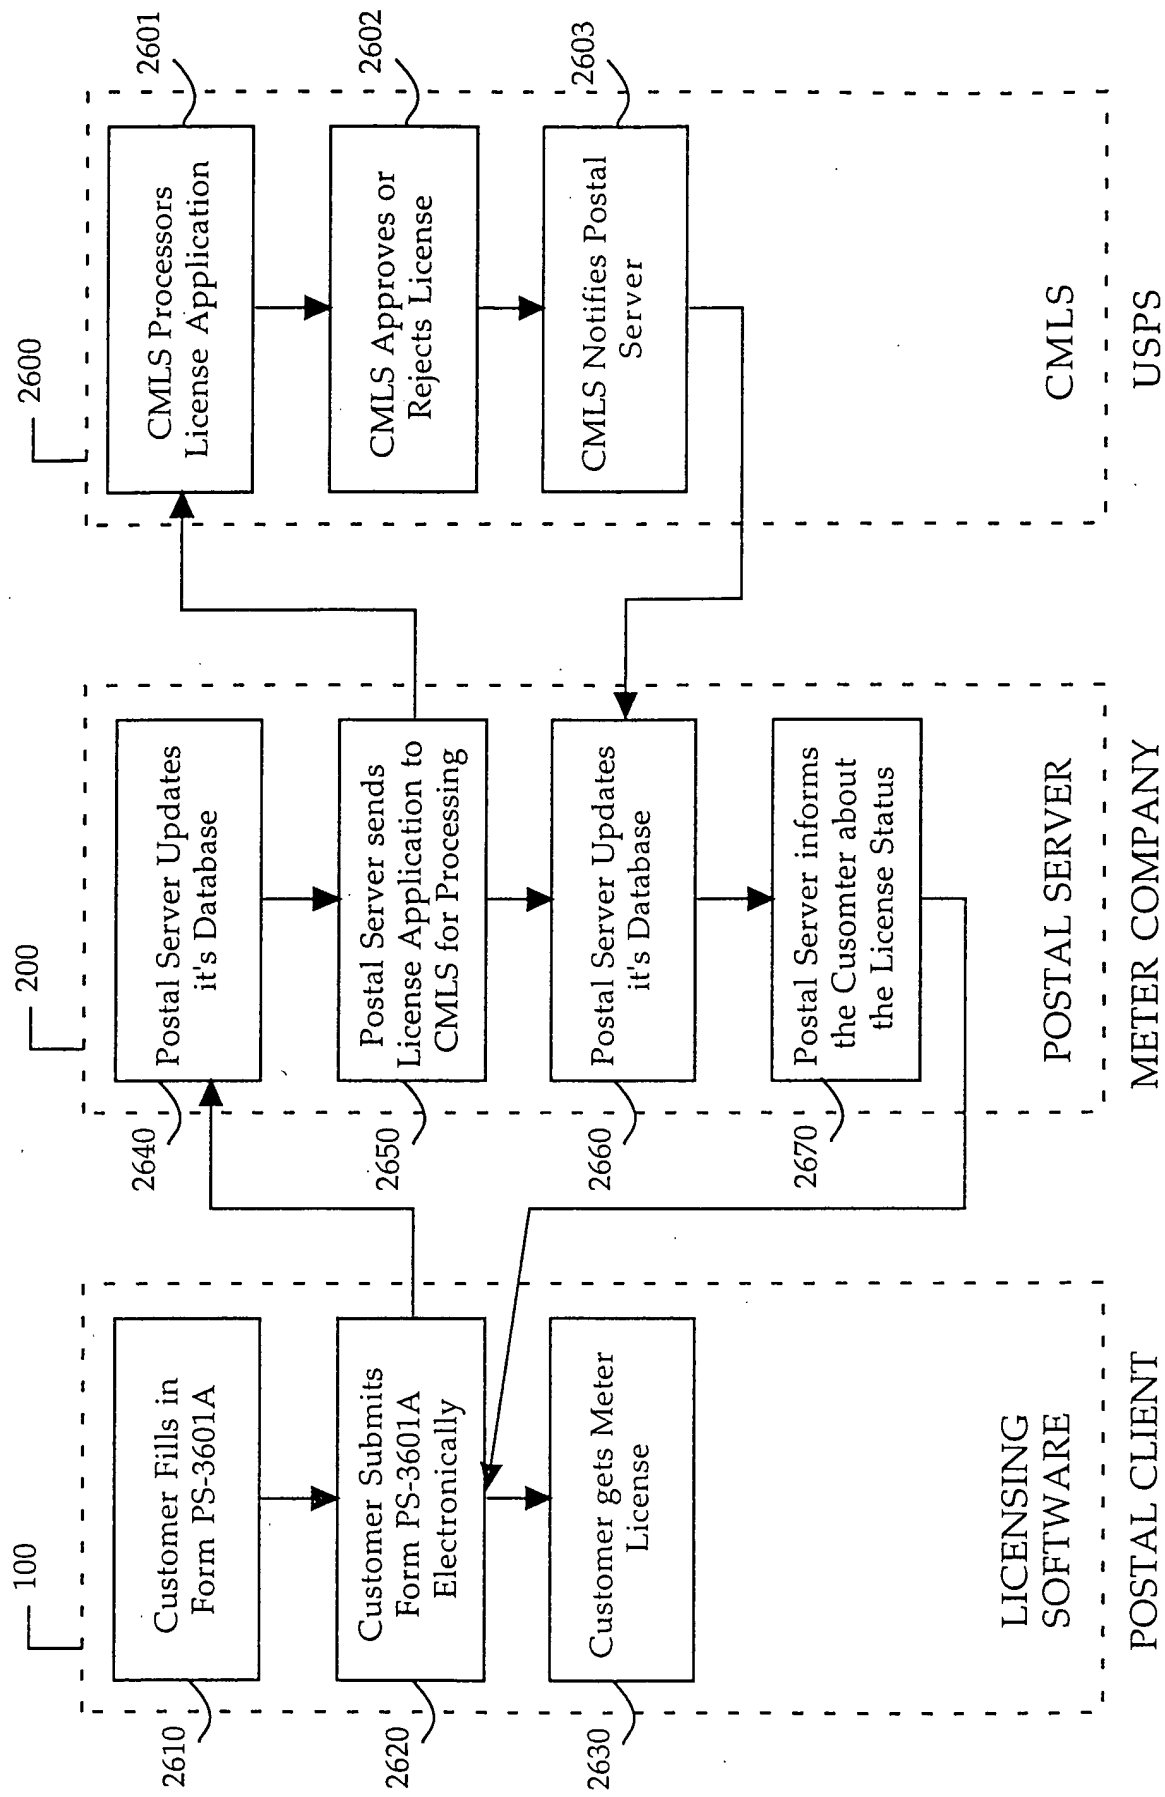 100
2610
Customer Fills in
Form PS-3601A
2620
Customer Submits
Form PS-3601A
Electronically
2630
Customer gets Meter
License
LICENSING
SOFTWARE
POSTAL CLIENT
200
2640
Postal Server Updates
it's Database
2650
Postal Server sends
License Application to
CMLS for Processing
2660
Postal Server Updates
it's Database
2670
Postal Server informs
the Cusomter about
the License Status
POSTAL SERVER
METER COMPANY
2600
2601
CMLS Processors
License Application
2602
CMLS Approves or
Rejects License
2603
CMLS Notifies Postal
Server
CMLS
USPS